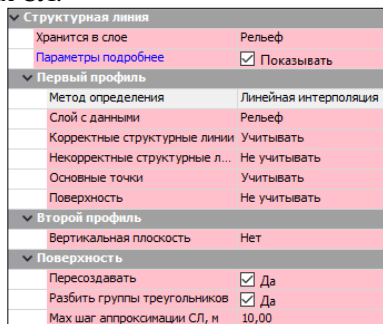 Структурная линия
Хранится в слое Рельеф
Параметры подробнее Показывать
Первый профиль
Метод определения Линейная интерполяция
Слой с данными Рельеф
Корректные структурные линии Учитывать
Некорректные структурные л... Не учитывать
Основные точки Учитывать
Поверхность Не учитывать
Второй профиль
Вертикальная плоскость Нет
Поверхность
Пересоздавать Да
Разбить группы треугольников Да
Max шаг аппроксимации СЛ, м 10,00